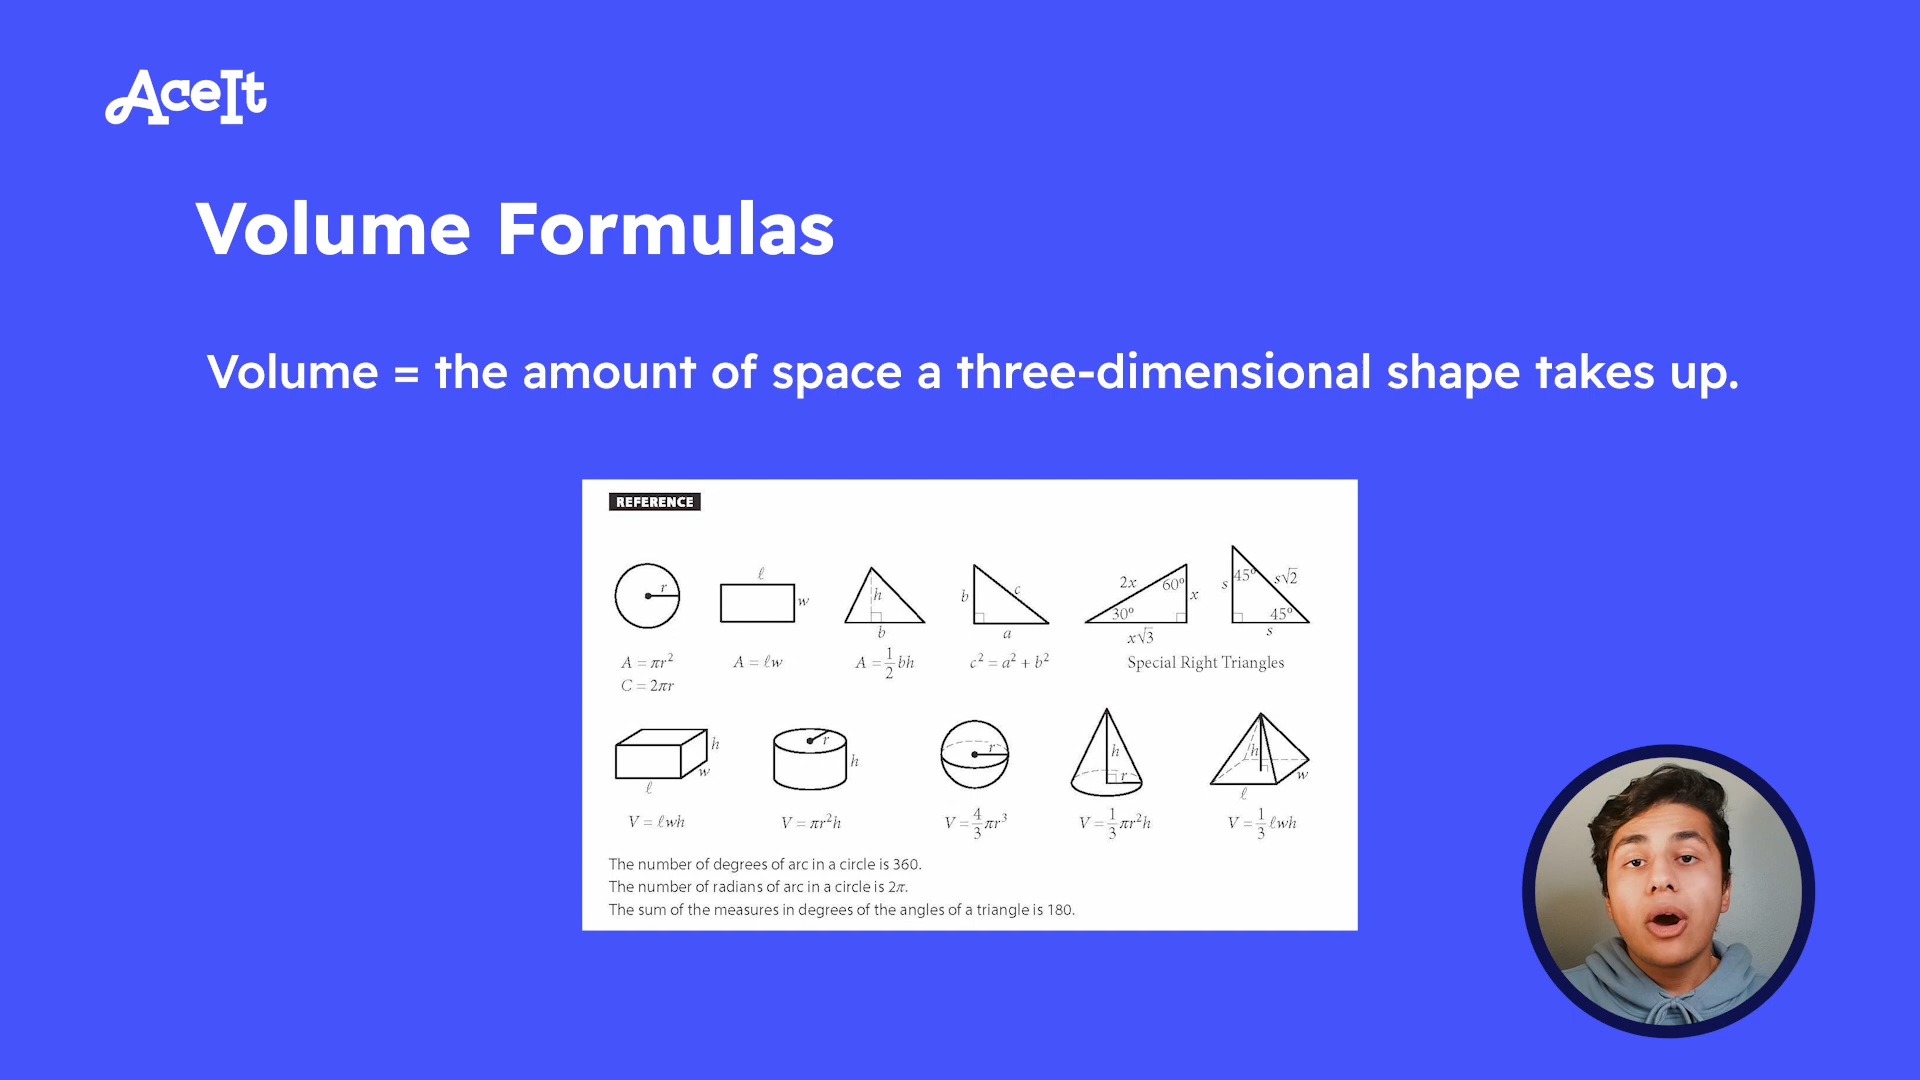 AceIt
Volume Formulas
Volume = the amount of space a three-dimensional shape takes up.
REFERENCE
r
ℓ
w
h
b
b
c
a
2x
60°
x
30°
x√3
s
45°
s√2
45°
s
A = πr²
C = 2πr
A = ℓw
A = 1/2 bh
c² = a² + b²
Special Right Triangles
h
w
ℓ
r
h
r
h
r
h
w
ℓ
V = ℓwh
V = πr²h
V = 4/3 πr³
V = 1/3 πr²h
V = 1/3 ℓwh
The number of degrees of arc in a circle is 360.
The number of radians of arc in a circle is 2π.
The sum of the measures in degrees of the angles of a triangle is 180.